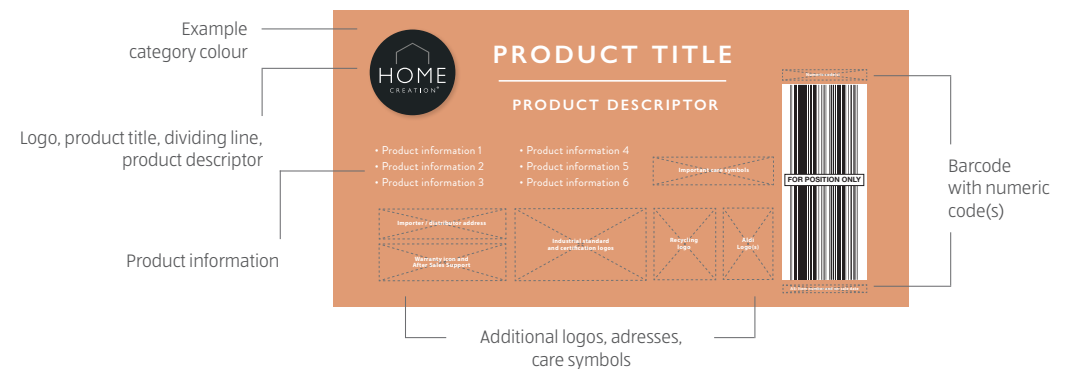 Example
category colour
Logo, product title, dividing line,
product descriptor
Product information
HOME
CREATION®
PRODUCT TITLE
PRODUCT DESCRIPTOR
• Product information 1
• Product information 2
• Product information 3
• Product information 4
• Product information 5
• Product information 6
Important care symbols
Importer / distributor address
Warranty icon and
After Sales Support
Industrial standard
and certification logos
Recycling
logo
ALDI
Logo(s)
FOR POSITION ONLY
Barcode
with numeric
code(s)
Additional logos, adresses,
care symbols